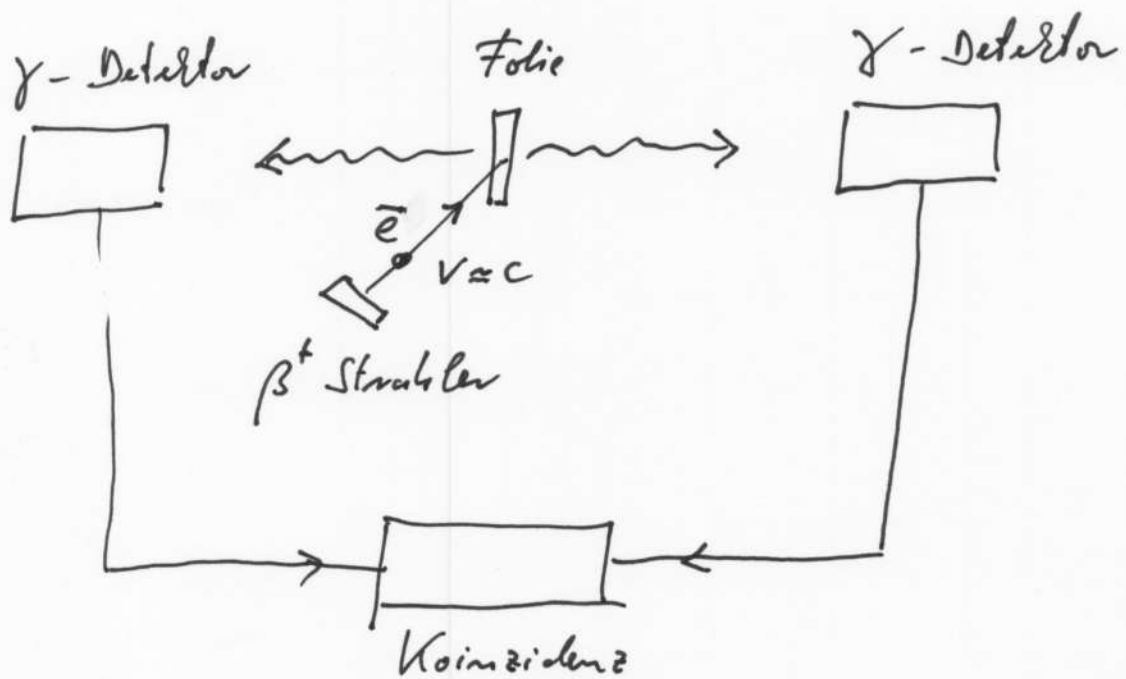 γ - Detektor
Folie
γ - Detektor
e̅
v ≃ c
β⁺ Strahler
Koinzidenz